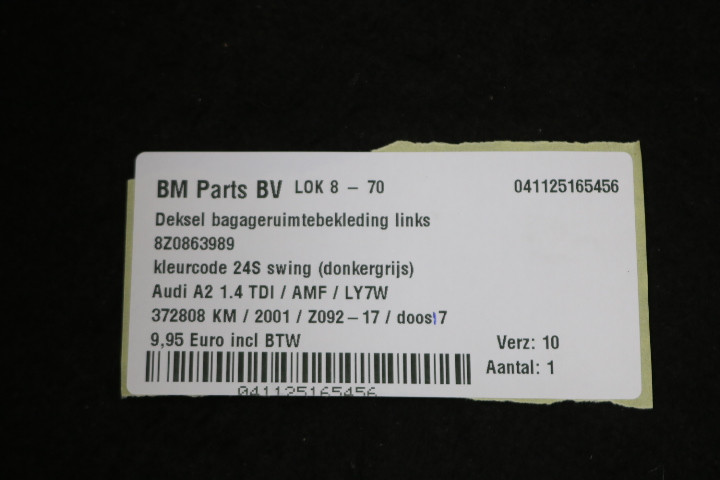 BM Parts BV LOK 8 - 70 041125165456
Deksel bagageruimtebekleding links
8Z0863989
kleurcode 24S swing (donkergrijs)
Audi A2 1.4 TDI / AMF / LY7W
372808 KM / 2001 / Z092-17 / doos17
9,95 Euro incl BTW Verz: 10
Aantal: 1
041125165456